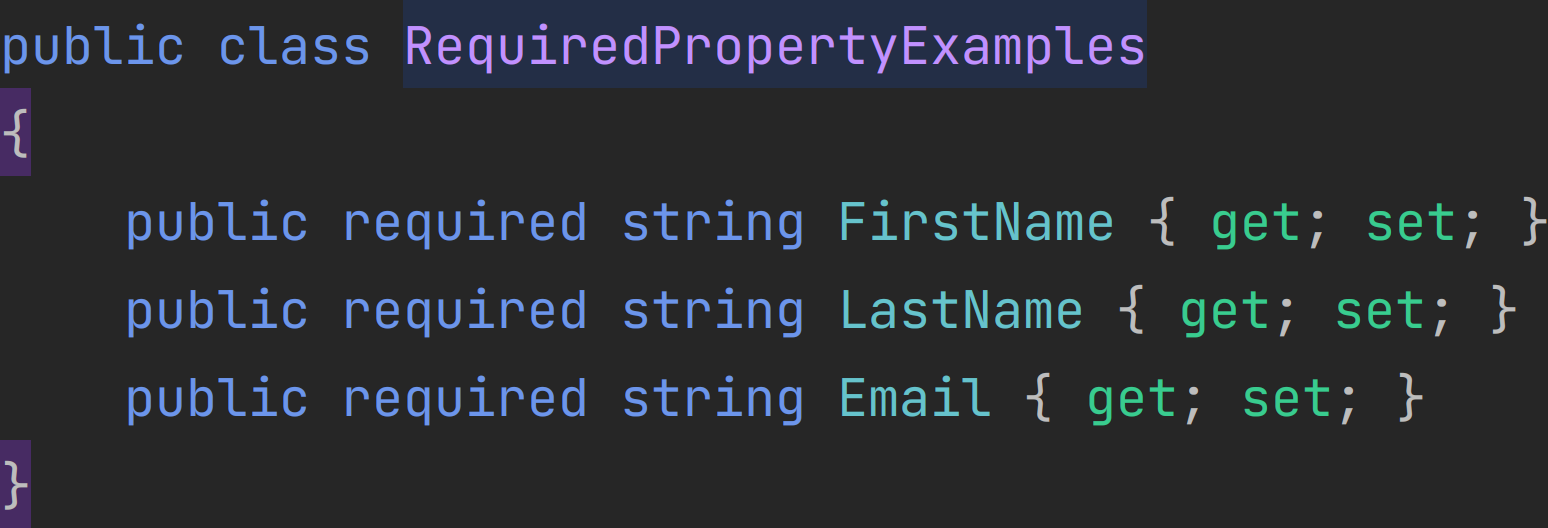 public class RequiredPropertyExamples
{
    public required string FirstName { get; set; }
    public required string LastName { get; set; }
    public required string Email { get; set; }
}